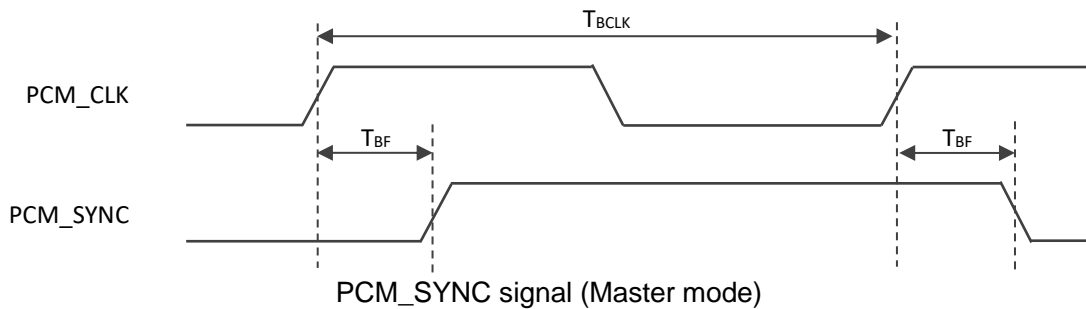 TBCLK
PCM_CLK
TBF
TBF
PCM_SYNC
PCM_SYNC signal (Master mode)